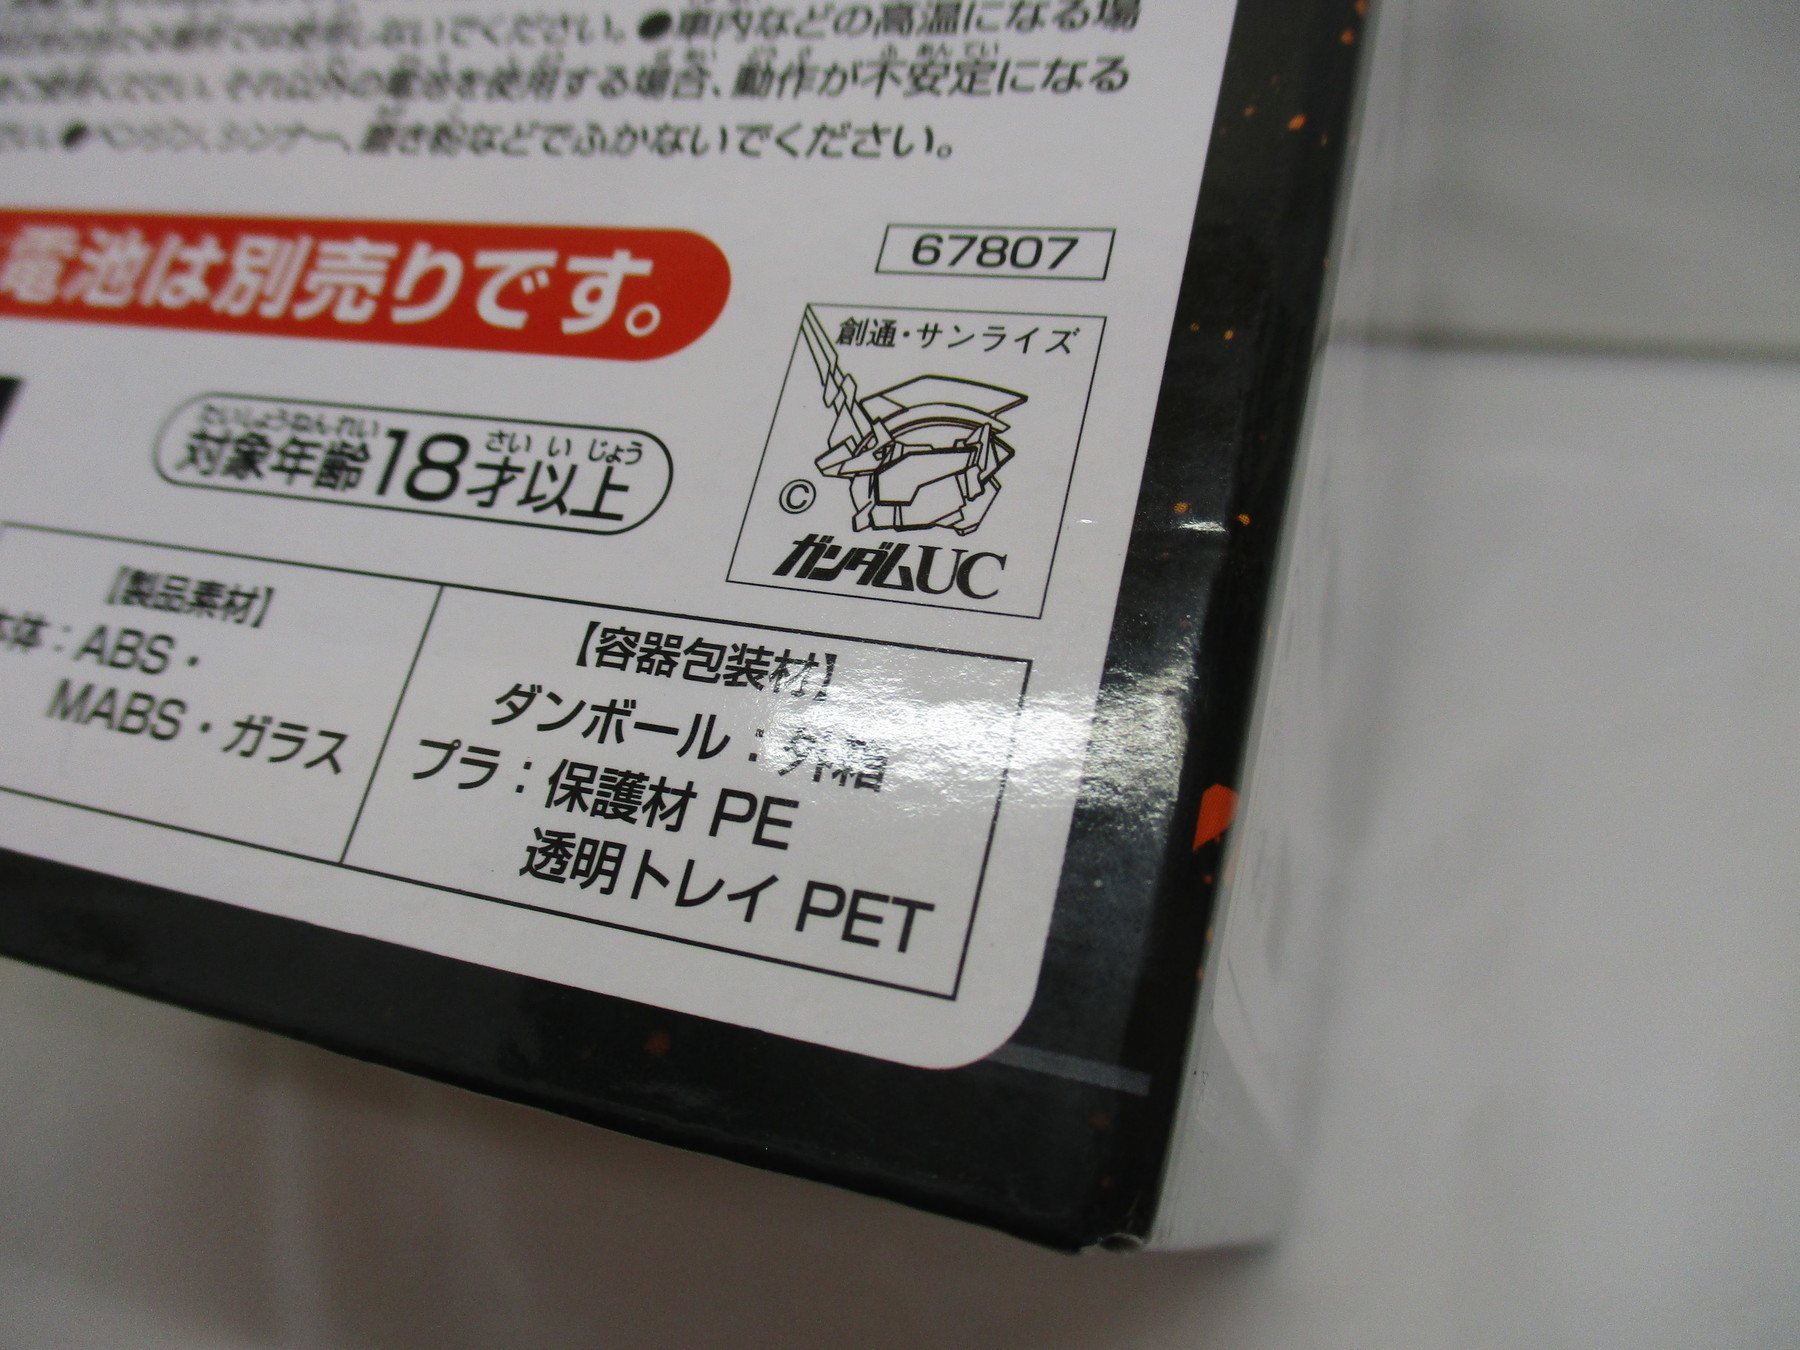 ください。●車内などの高温になる場
する場合、動作が不安定になる
などでふかないでください。
電池は別売りです。
67807
創通・サンライズ
©
ガンダムUC
たいしょうねんれい さい い じょう
対象年齢18才以上
【製品素材】
本体：ABS・
MABS・ガラス
【容器包装材】
ダンボール：外箱
プラ：保護材 PE
透明トレイ PET